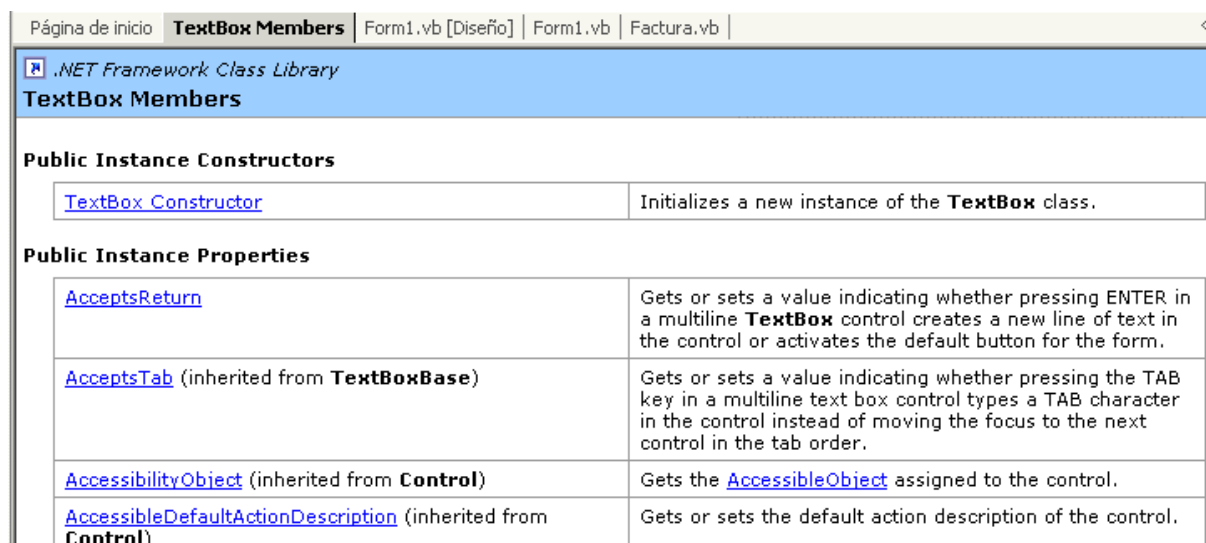 Página de inicio TextBox Members Form1.vb [Diseño] Form1.vb Factura.vb
.NET Framework Class Library
TextBox Members
Public Instance Constructors
TextBox Constructor Initializes a new instance of the TextBox class.
Public Instance Properties
AcceptsReturn Gets or sets a value indicating whether pressing ENTER in
a multiline TextBox control creates a new line of text in
the control or activates the default button for the form.
AcceptsTab (inherited from TextBoxBase) Gets or sets a value indicating whether pressing the TAB
key in a multiline text box control types a TAB character
in the control instead of moving the focus to the next
control in the tab order.
AccessibilityObject (inherited from Control) Gets the AccessibleObject assigned to the control.
AccessibleDefaultActionDescription (inherited from Gets or sets the default action description of the control.
Control)